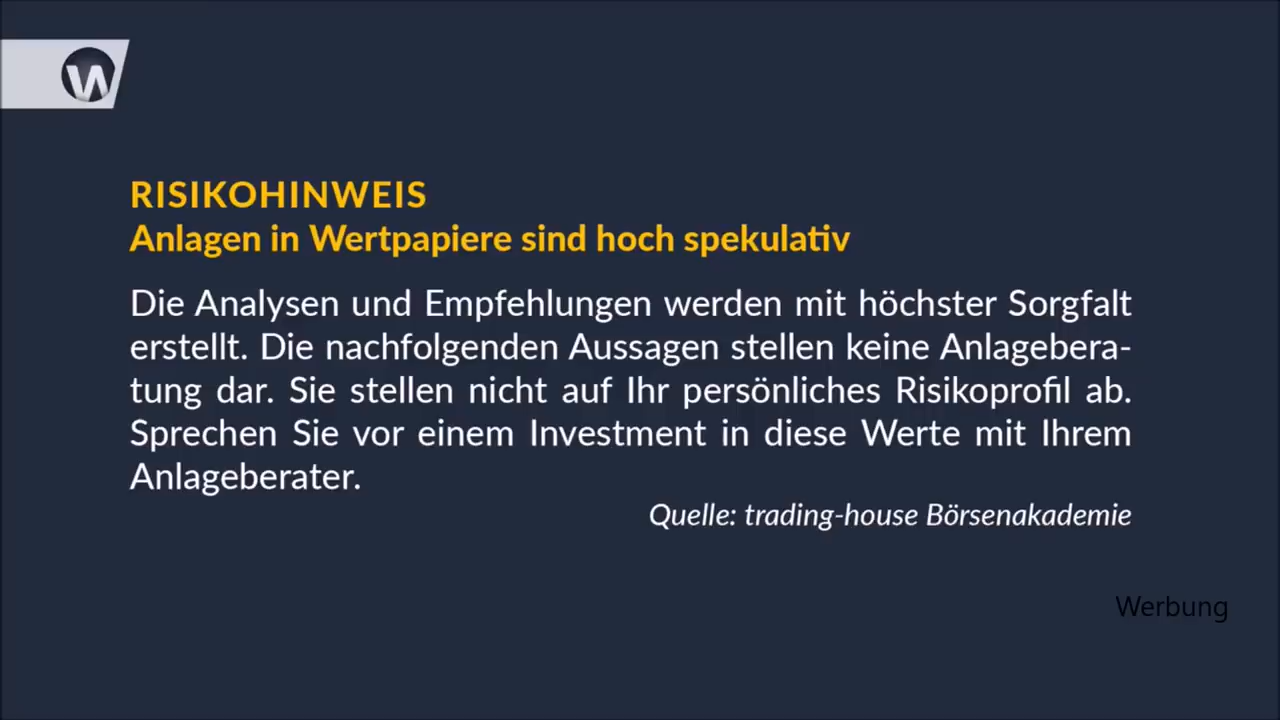 W
RISIKOHINWEIS
Anlagen in Wertpapiere sind hoch spekulativ
Die Analysen und Empfehlungen werden mit höchster Sorgfalt
erstellt. Die nachfolgenden Aussagen stellen keine Anlagebera-
tung dar. Sie stellen nicht auf Ihr persönliches Risikoprofil ab.
Sprechen Sie vor einem Investment in diese Werte mit Ihrem
Anlageberater.
Quelle: trading-house Börsenakademie
Werbung